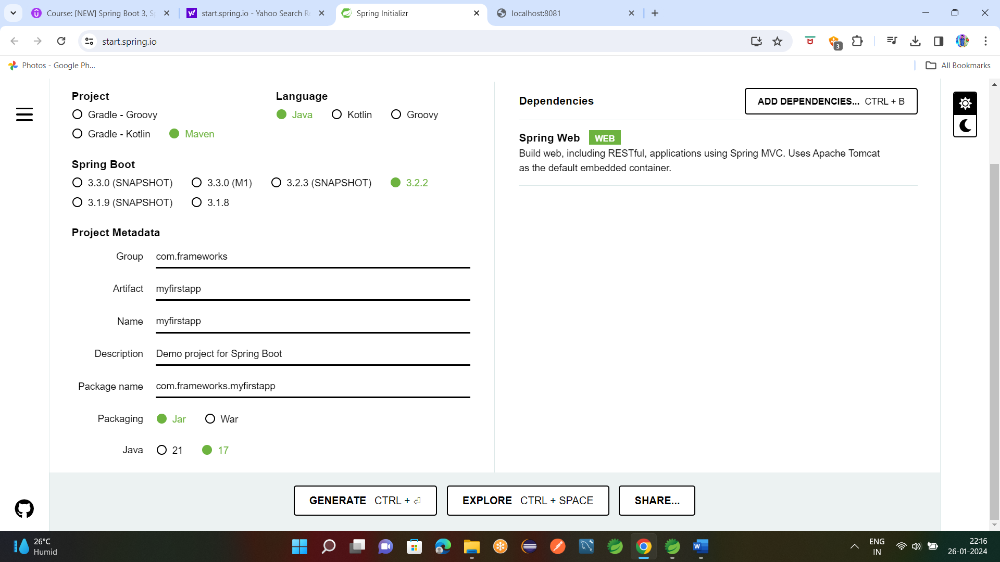 Course: [NEW] Spring Boot 3, S
start.spring.io - Yahoo Search R
Spring Initializr
localhost:8081
start.spring.io
3
Photos - Google Ph...
All Bookmarks
Project
Gradle - Groovy
Gradle - Kotlin
Maven
Language
Java
Kotlin
Groovy
Spring Boot
3.3.0 (SNAPSHOT)
3.3.0 (M1)
3.2.3 (SNAPSHOT)
3.2.2
3.1.9 (SNAPSHOT)
3.1.8
Project Metadata
Group com.frameworks
Artifact myfirstapp
Name myfirstapp
Description Demo project for Spring Boot
Package name com.frameworks.myfirstapp
Packaging Jar War
Java 21 17
Dependencies
ADD DEPENDENCIES... CTRL + B
Spring Web WEB
Build web, including RESTful, applications using Spring MVC. Uses Apache Tomcat
as the default embedded container.
GENERATE CTRL + ⏎
EXPLORE CTRL + SPACE
SHARE...
26°C
Humid
ENG
IN
22:16
26-01-2024